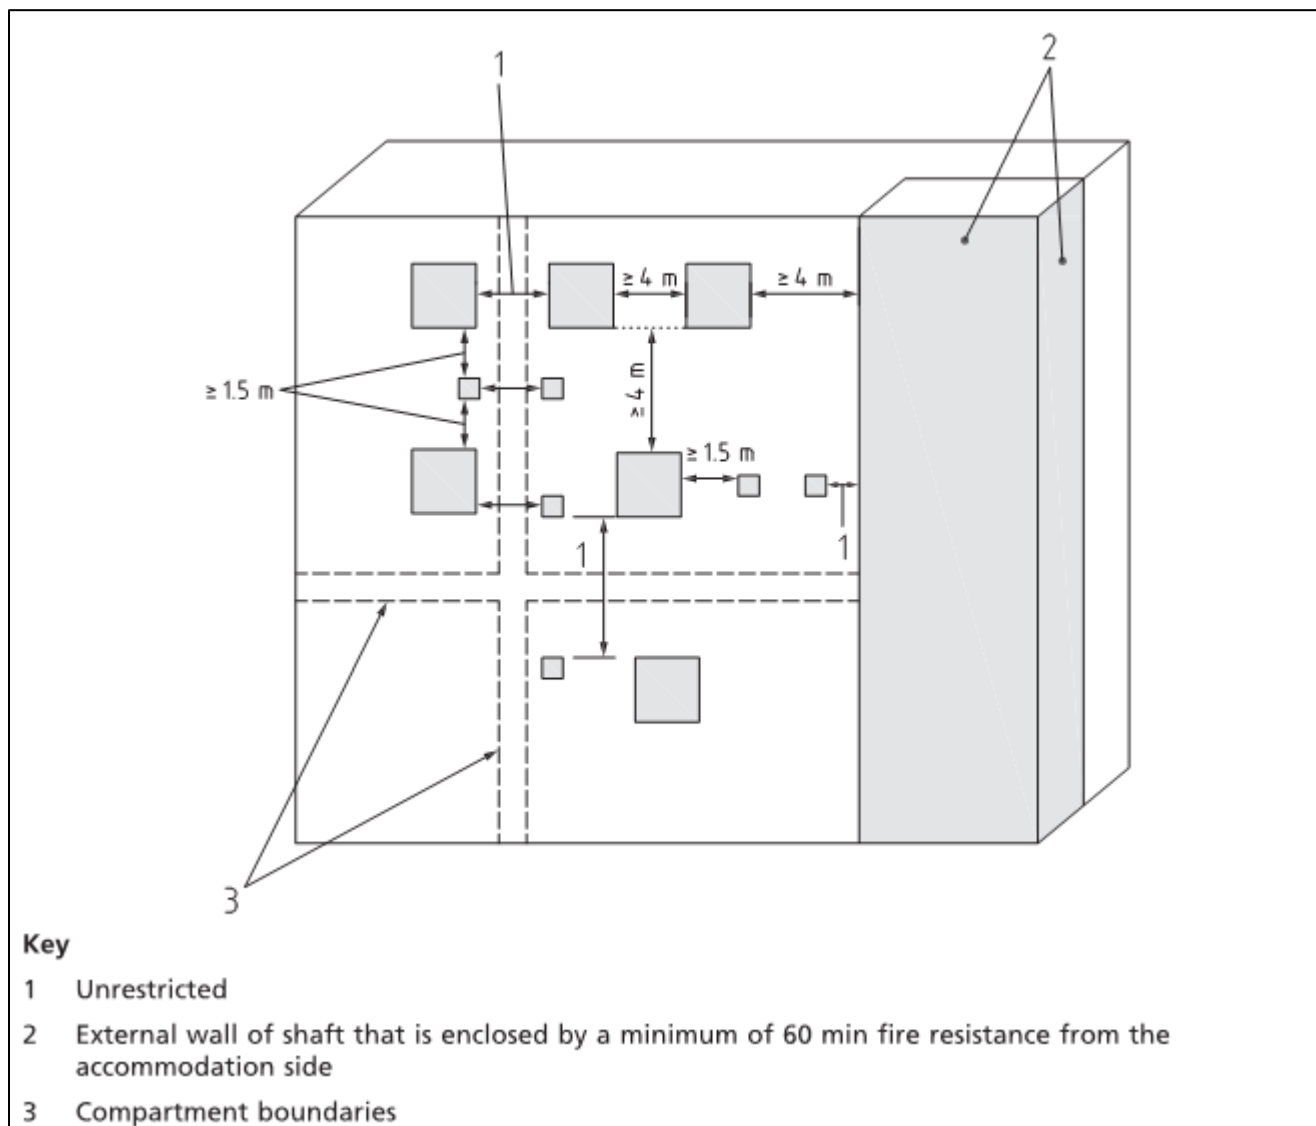 1
2
≥ 4 m
≥ 4 m
≥ 1.5 m
≥ 4 m
≥ 1.5 m
1
1
3
Key
1 Unrestricted
2 External wall of shaft that is enclosed by a minimum of 60 min fire resistance from the
accommodation side
3 Compartment boundaries